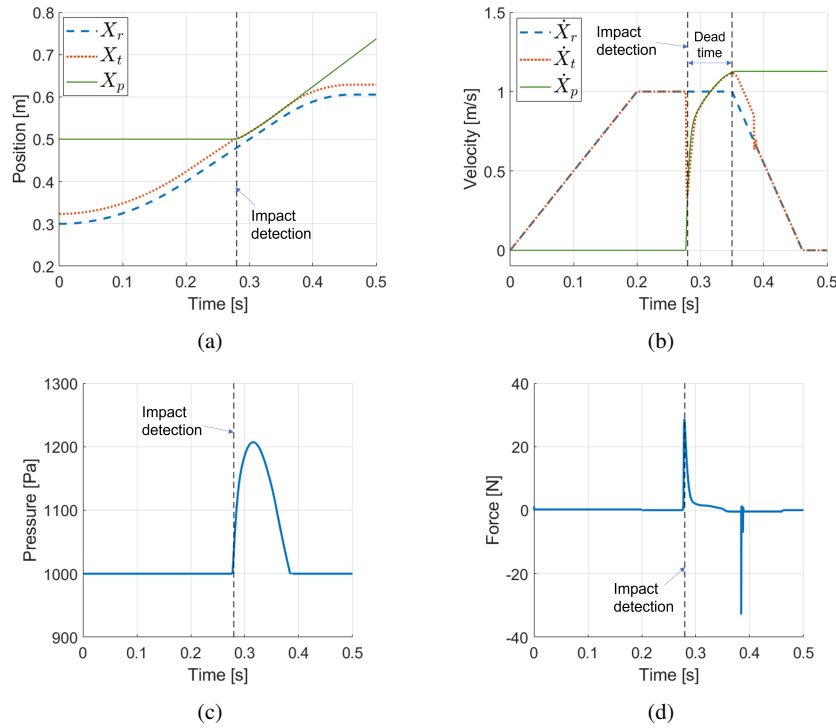 0.8
0.7
0.6
0.5
0.4
0.3
0.2
Position [m]
X_r
X_t
X_p
Impact
detection
0 0.1 0.2 0.3 0.4 0.5
Time [s]
(a)
1.5
1
0.5
0
Velocity [m/s]
Ẋ_r
Ẋ_t
Ẋ_p
Impact
detection
Dead
time
0 0.1 0.2 0.3 0.4 0.5
Time [s]
(b)
1300
1200
1100
1000
900
Pressure [Pa]
Impact
detection
0 0.1 0.2 0.3 0.4 0.5
Time [s]
(c)
40
20
0
-20
-40
Force [N]
Impact
detection
0 0.1 0.2 0.3 0.4 0.5
Time [s]
(d)